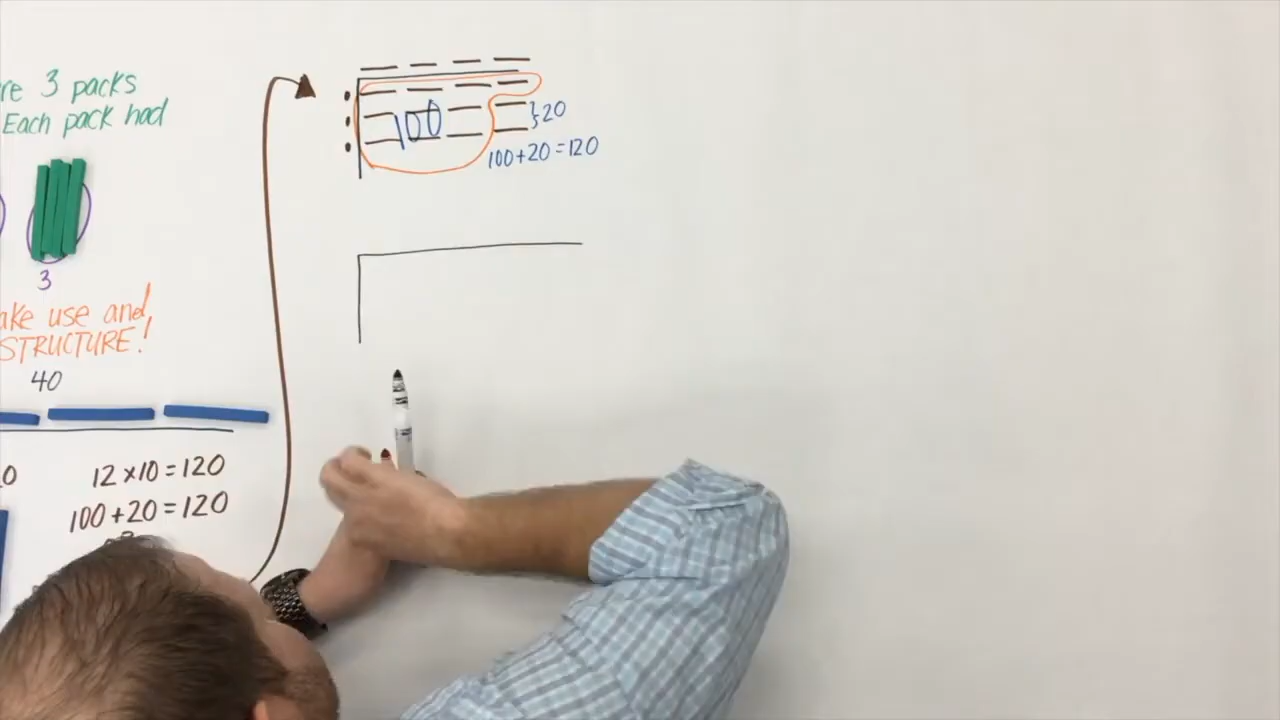 re 3 packs
Each pack had
3
ake use and
STRUCTURE!
40
0
12×10=120
100+20=120
100
}20
100+20=120